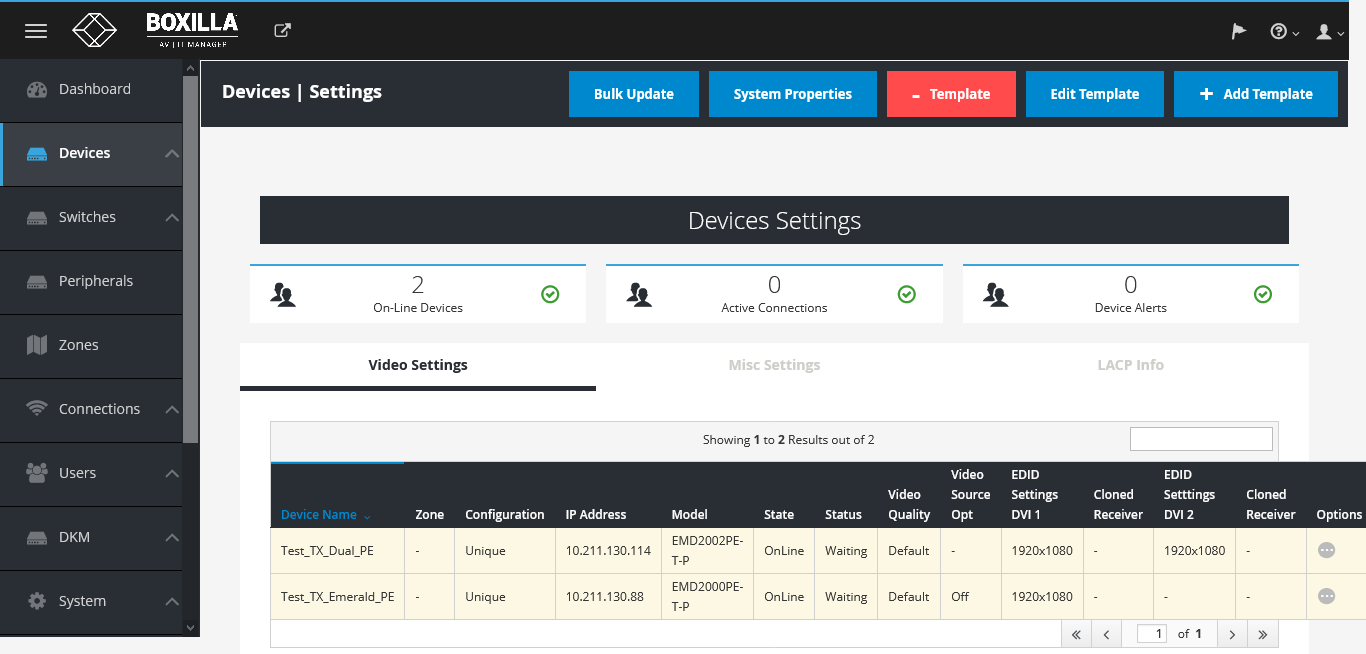 BOXILLA
AV | IT MANAGER
Dashboard
Devices
Switches
Peripherals
Zones
Connections
Users
DKM
System
Devices | Settings
Bulk Update
System Properties
- Template
Edit Template
+ Add Template
Devices Settings
2
On-Line Devices
0
Active Connections
0
Device Alerts
Video Settings
Misc Settings
LACP Info
Showing 1 to 2 Results out of 2
Device Name Zone Configuration IP Address Model State Status Video Quality Video Source Opt EDID Settings DVI 1 Cloned Receiver EDID Setttings DVI 2 Cloned Receiver Options
Test_TX_Dual_PE - Unique 10.211.130.114 EMD2002PE-T-P OnLine Waiting Default - 1920x1080 - 1920x1080 -
Test_TX_Emerald_PE - Unique 10.211.130.88 EMD2000PE-T-P OnLine Waiting Default Off 1920x1080 - - -
« ‹ 1 of 1 › »